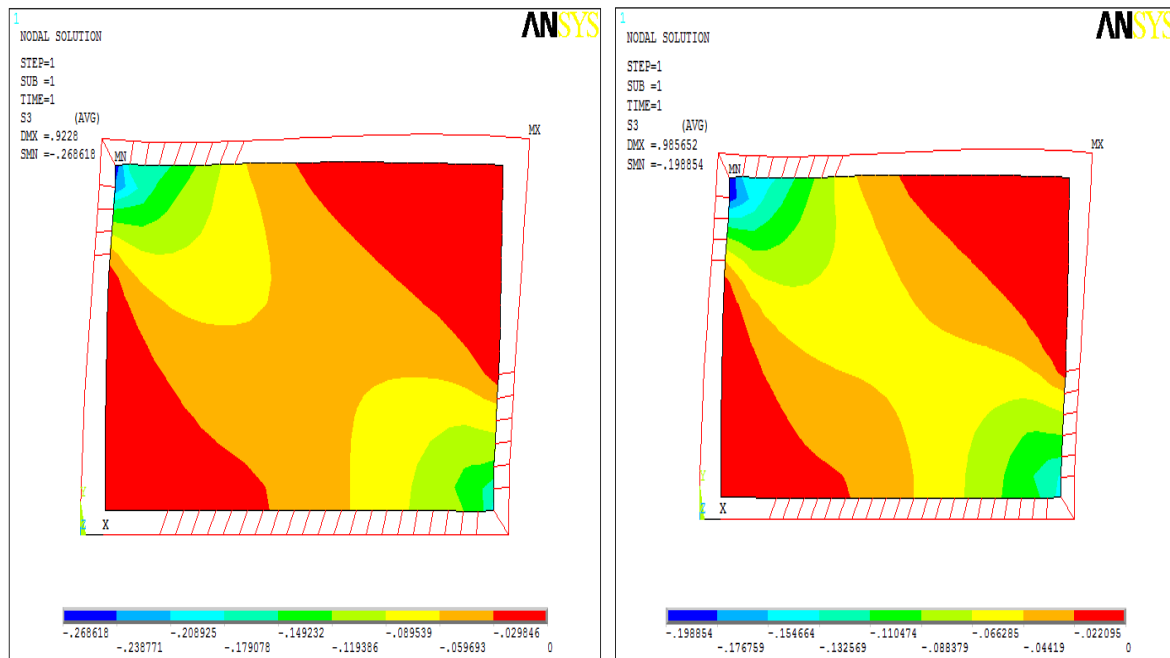 1
ANSYS
NODAL SOLUTION
STEP=1
SUB =1
TIME=1
S3 (AVG)
DMX =.9228
SMN =-.268618
MN
MX
Y
Z X
-.268618 -.208925 -.149232 -.089539 -.029846
-.238771 -.179078 -.119386 -.059693 0
1
ANSYS
NODAL SOLUTION
STEP=1
SUB =1
TIME=1
S3 (AVG)
DMX =.985652
SMN =-.198854
MN
MX
Y
Z X
-.198854 -.154664 -.110474 -.066285 -.022095
-.176759 -.132569 -.088379 -.04419 0